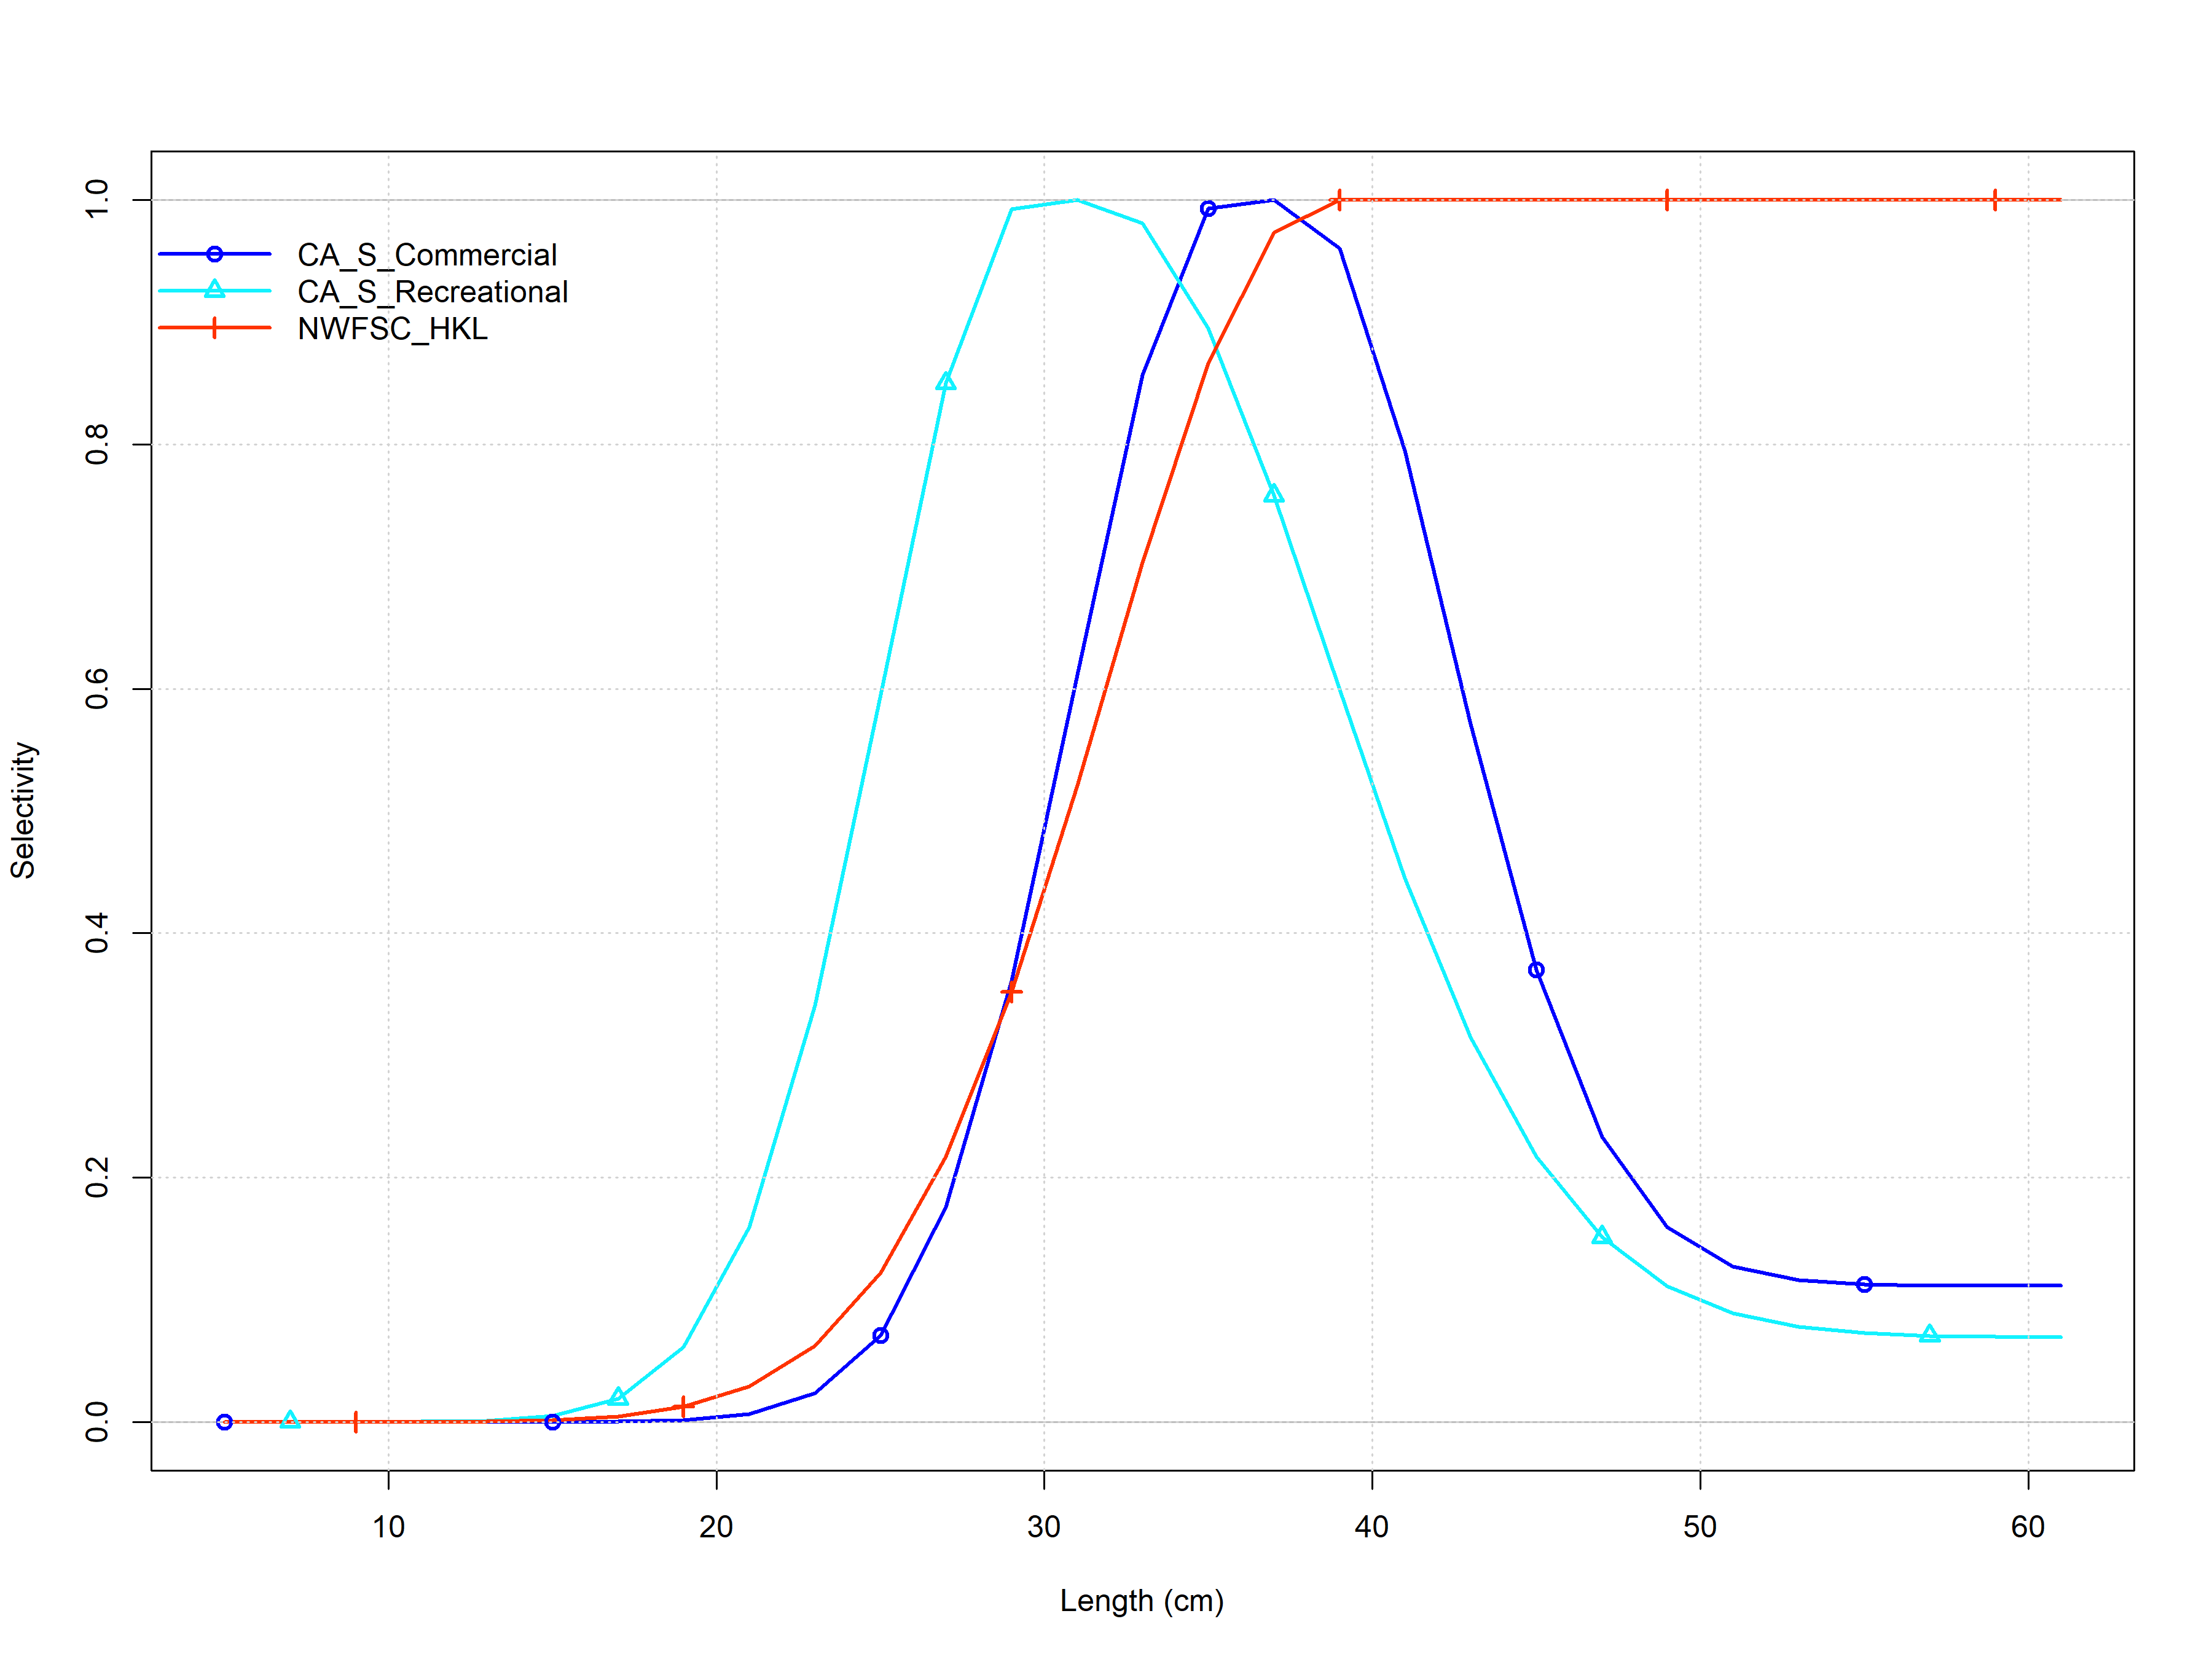 CA_S_Commercial
CA_S_Recreational
NWFSC_HKL
Selectivity
1.0
0.8
0.6
0.4
0.2
0.0
10 20 30 40 50 60
Length (cm)